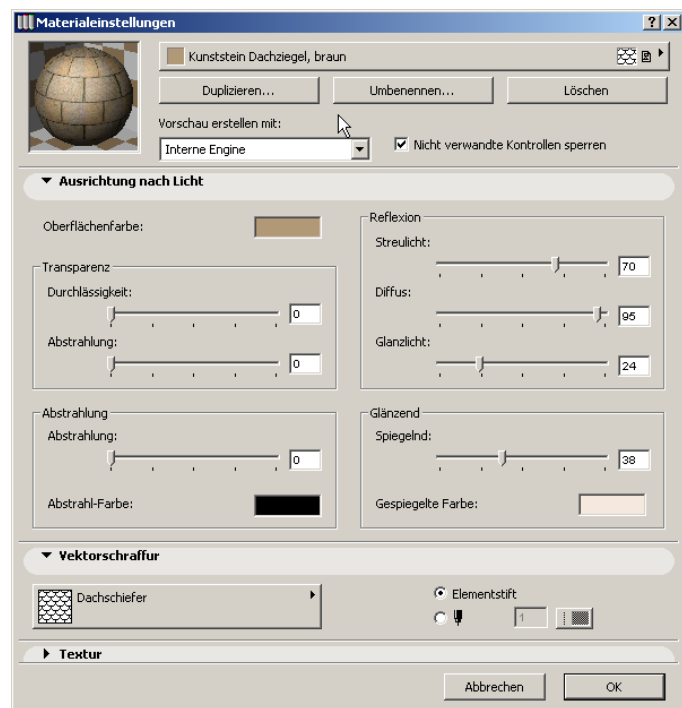 Materialeinstellungen
Kunststein Dachziegel, braun
Duplizieren...
Umbenennen...
Löschen
Vorschau erstellen mit:
Interne Engine
Nicht verwandte Kontrollen sperren
Ausrichtung nach Licht
Oberflächenfarbe:
Transparenz
Durchlässigkeit:
0
Abstrahlung:
0
Reflexion
Streulicht:
70
Diffus:
95
Glanzlicht:
24
Abstrahlung
Abstrahlung:
0
Abstrahl-Farbe:
Glänzend
Spiegelnd:
38
Gespiegelte Farbe:
Vektorschraffur
Dachschiefer
Elementstift
1
Textur
Abbrechen
OK